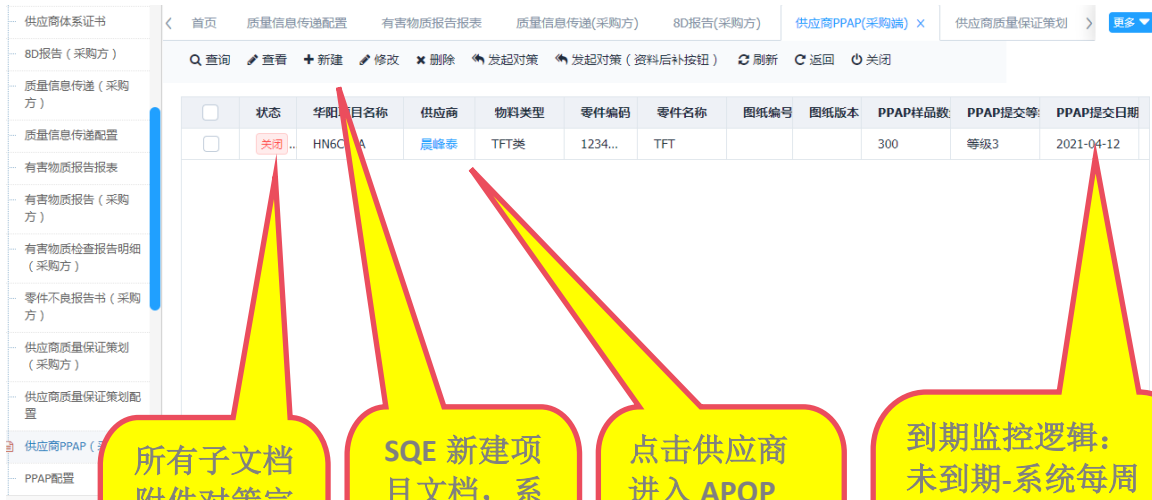 供应商体系证书
8D报告（采购方）
质量信息传递（采购
方）
质量信息传递配置
有害物质报告报表
有害物质报告（采购
方）
有害物质检查报告明细
（采购方）
零件不良报告书（采购
方）
供应商质量保证策划
（采购方）
供应商质量保证策划配
置
供应商PPAP（
PPAP配置
首页 质量信息传递配置 有害物质报告报表 质量信息传递(采购方) 8D报告(采购方) 供应商PPAP(采购端) × 供应商质量保证策划 更多
查询 查看 新建 修改 删除 发起对策 发起对策（资料后补按钮） 刷新 返回 关闭
状态 华阳项目名称 供应商 物料类型 零件编码 零件名称 图纸编号 图纸版本 PPAP样品数 PPAP提交等 PPAP提交日期
关闭 .. HN6C A 晨峰泰 TFT类 1234... TFT 300 等级3 2021-04-12
所有子文档
附件对策完
SQE 新建项
目文档，系
点击供应商
进入 APQP
到期监控逻辑：
未到期-系统每周